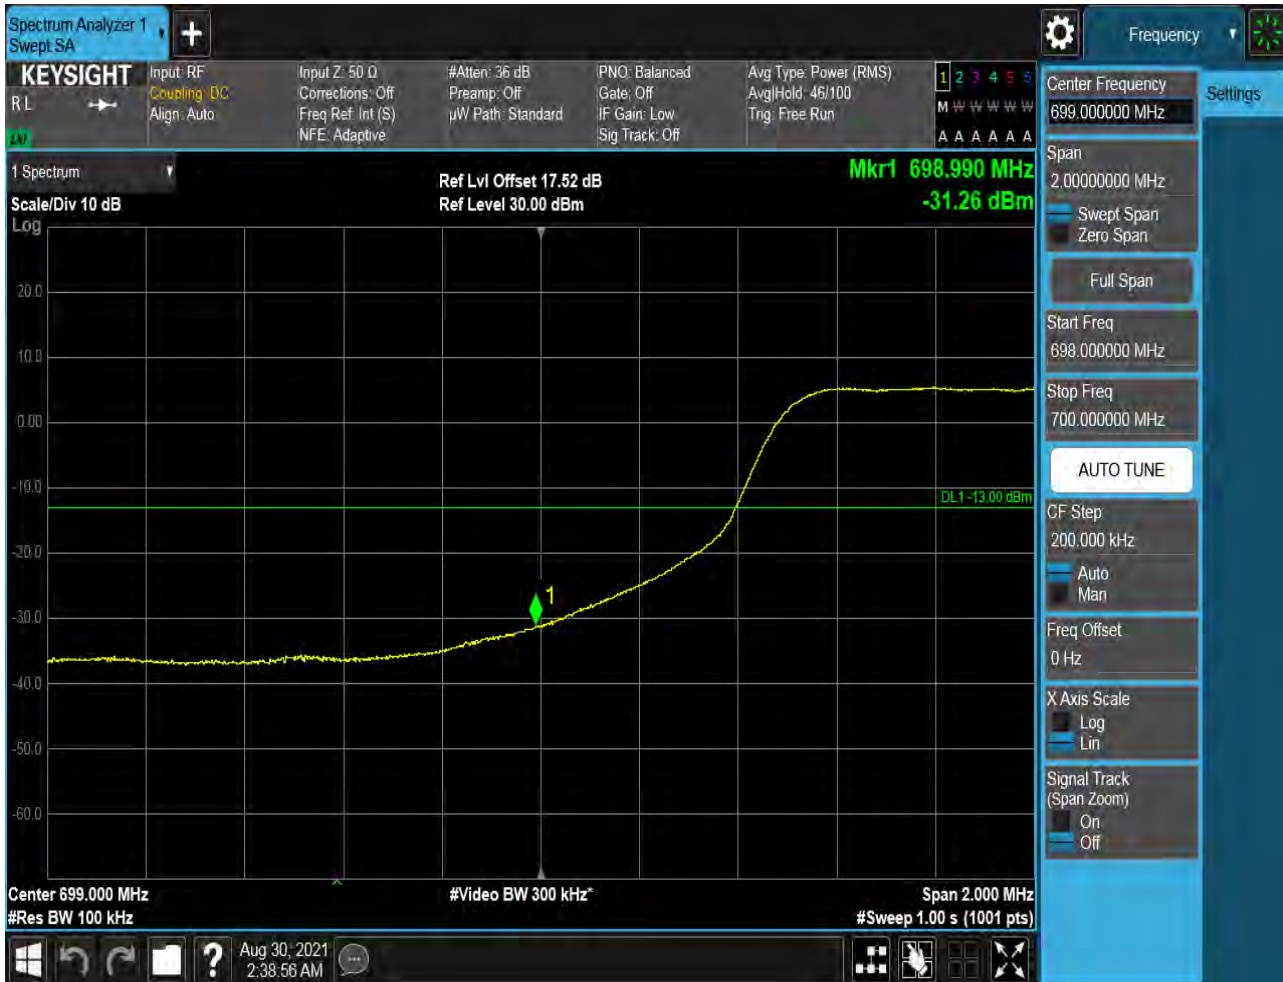 Spectrum Analyzer 1
Swept SA
Frequency
KEYSIGHT
R L
Input: RF
Coupling: DC
Align: Auto
Input Z: 50 Ω
Corrections: Off
Freq Ref: Int (S)
NFE: Adaptive
#Atten: 36 dB
Preamp: Off
µW Path: Standard
PNO: Balanced
Gate: Off
IF Gain: Low
Sig Track: Off
Avg Type: Power (RMS)
Avg|Hold: 46/100
Trig: Free Run
1 2 3 4 5 6
M W W W W W
A A A A A A
1 Spectrum
Scale/Div 10 dB
Log
Ref Lvl Offset 17.52 dB
Ref Level 30.00 dBm
Mkr1 698.990 MHz
-31.26 dBm
20.0
10.0
0.00
-10.0
-20.0
-30.0
-40.0
-50.0
-60.0
DL1 -13.00 dBm
1
Center 699.000 MHz
#Res BW 100 kHz
#Video BW 300 kHz*
Span 2.000 MHz
#Sweep 1.00 s (1001 pts)
Aug 30, 2021
2:38:56 AM
Center Frequency
699.000000 MHz
Settings
Span
2.00000000 MHz
Swept Span
Zero Span
Full Span
Start Freq
698.000000 MHz
Stop Freq
700.000000 MHz
AUTO TUNE
CF Step
200.000 kHz
Auto
Man
Freq Offset
0 Hz
X Axis Scale
Log
Lin
Signal Track
(Span Zoom)
On
Off